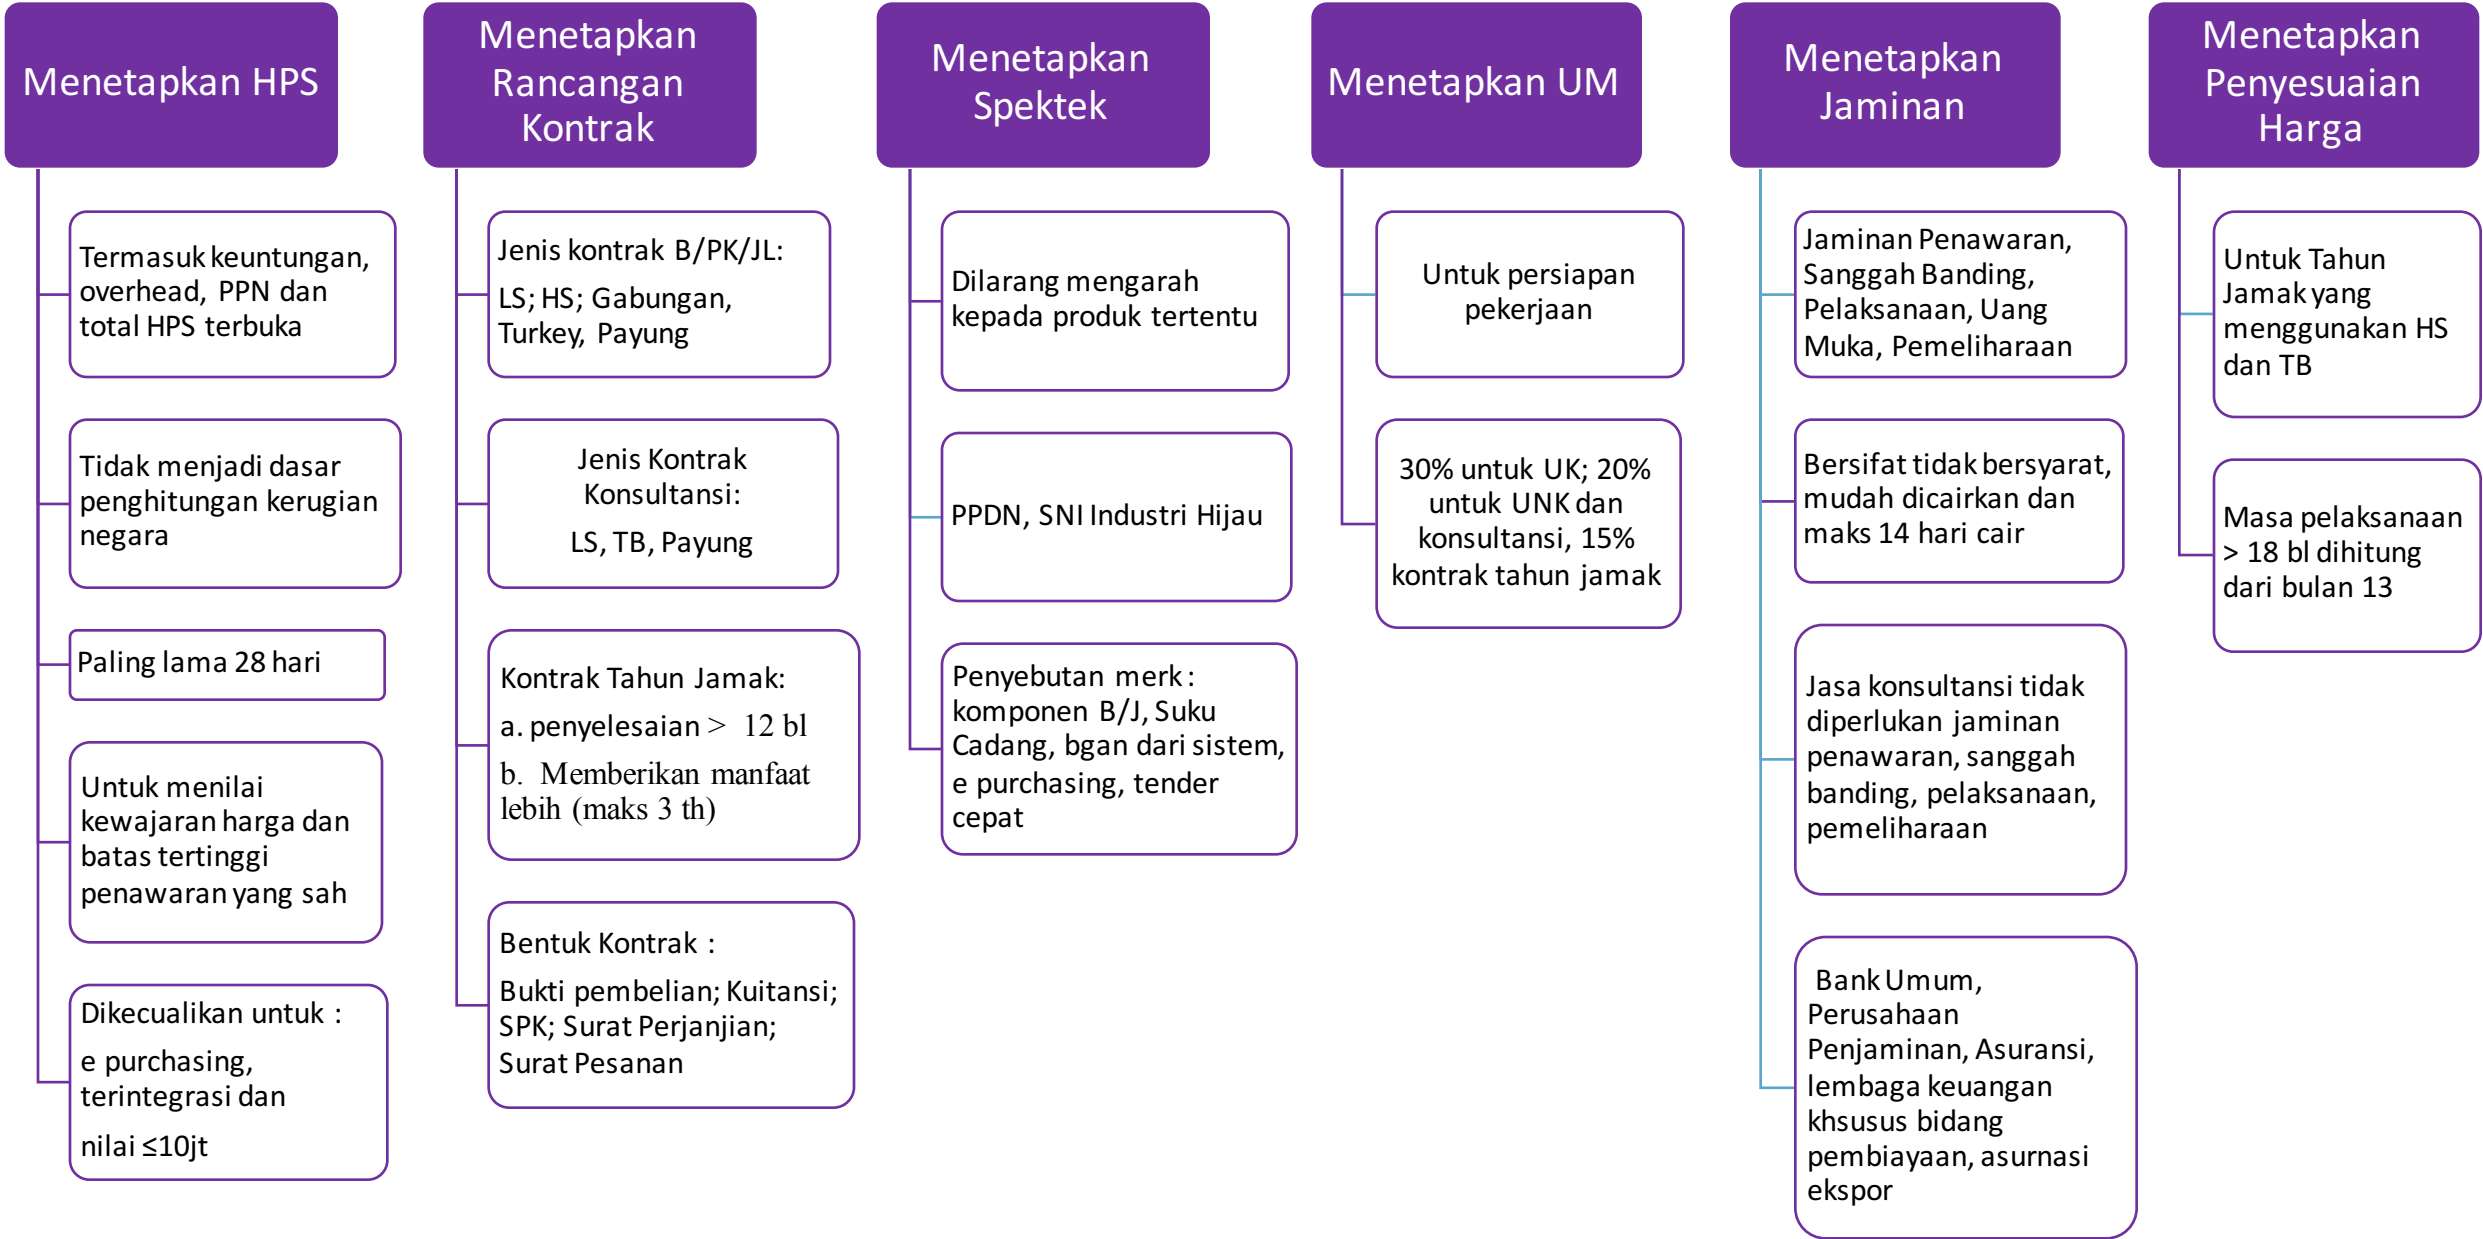 Menetapkan HPS
Termasuk keuntungan,
overhead, PPN dan
total HPS terbuka
Tidak menjadi dasar
penghitungan kerugian
negara
Paling lama 28 hari
Untuk menilai
kewajaran harga dan
batas tertinggi
penawaran yang sah
Dikecualikan untuk :
e purchasing,
terintegrasi dan
nilai ≤10jt
Menetapkan
Rancangan
Kontrak
Jenis kontrak B/PK/JL:
LS; HS; Gabungan,
Turkey, Payung
Jenis Kontrak
Konsultansi:
LS, TB, Payung
Kontrak Tahun Jamak:
a. penyelesaian > 12 bl
b. Memberikan manfaat
lebih (maks 3 th)
Bentuk Kontrak :
Bukti pembelian; Kuitansi;
SPK; Surat Perjanjian;
Surat Pesanan
Menetapkan
Spektek
Dilarang mengarah
kepada produk tertentu
PPDN, SNI Industri Hijau
Penyebutan merk :
komponen B/J, Suku
Cadang, bgan dari sistem,
e purchasing, tender
cepat
Menetapkan UM
Untuk persiapan
pekerjaan
30% untuk UK; 20%
untuk UNK dan
konsultansi, 15%
kontrak tahun jamak
Menetapkan
Jaminan
Jaminan Penawaran,
Sanggah Banding,
Pelaksanaan, Uang
Muka, Pemeliharaan
Bersifat tidak bersyarat,
mudah dicairkan dan
maks 14 hari cair
Jasa konsultansi tidak
diperlukan jaminan
penawaran, sanggah
banding, pelaksanaan,
pemeliharaan
Bank Umum,
Perusahaan
Penjaminan, Asuransi,
lembaga keuangan
khsusus bidang
pembiayaan, asurnasi
ekspor
Menetapkan
Penyesuaian
Harga
Untuk Tahun
Jamak yang
menggunakan HS
dan TB
Masa pelaksanaan
> 18 bl dihitung
dari bulan 13